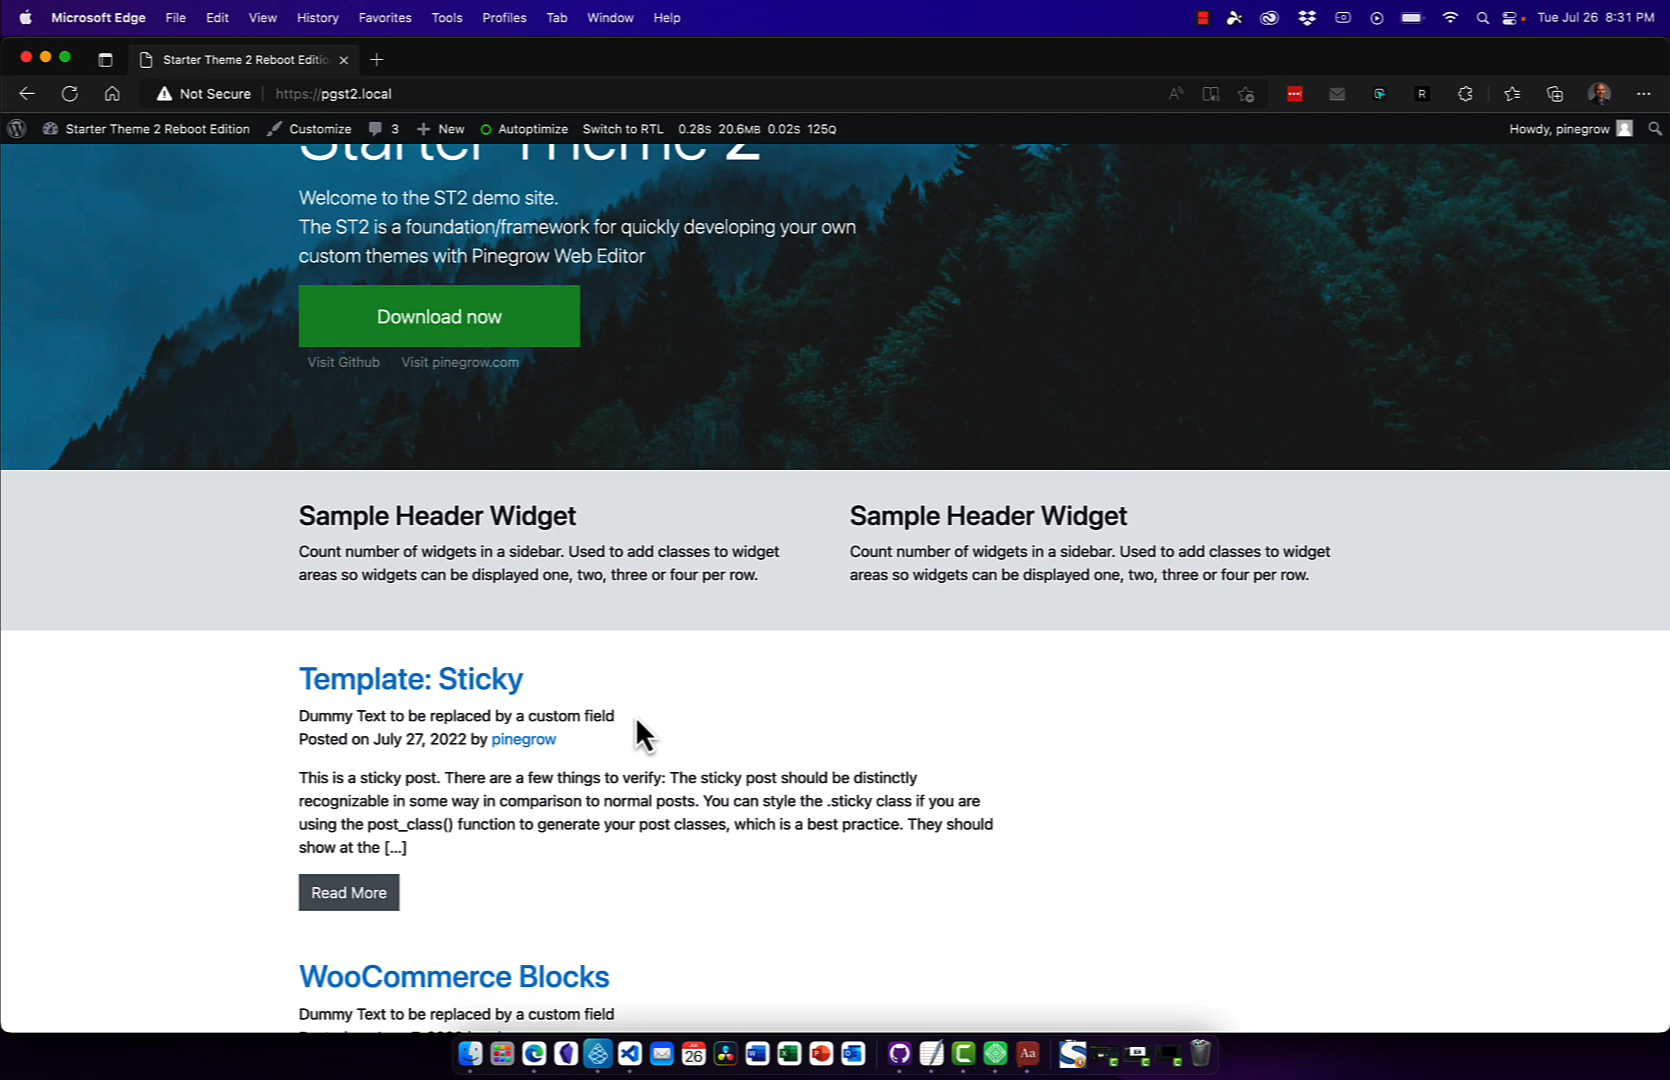 Microsoft Edge File Edit View History Favorites Tools Profiles Tab Window Help Tue Jul 26 8:31 PM
Starter Theme 2 Reboot Editio
Not Secure https://pgst2.local
Starter Theme 2 Reboot Edition Customize 3 New Autoptimize Switch to RTL 0.28S 20.6MB 0.02S 125Q Howdy, pinegrow
Starter Theme 2
Welcome to the ST2 demo site.
The ST2 is a foundation/framework for quickly developing your own
custom themes with Pinegrow Web Editor
Download now
Visit Github Visit pinegrow.com
Sample Header Widget
Count number of widgets in a sidebar. Used to add classes to widget
areas so widgets can be displayed one, two, three or four per row.
Sample Header Widget
Count number of widgets in a sidebar. Used to add classes to widget
areas so widgets can be displayed one, two, three or four per row.
Template: Sticky
Dummy Text to be replaced by a custom field
Posted on July 27, 2022 by pinegrow
This is a sticky post. There are a few things to verify: The sticky post should be distinctly
recognizable in some way in comparison to normal posts. You can style the .sticky class if you are
using the post_class() function to generate your post classes, which is a best practice. They should
show at the [...]
Read More
WooCommerce Blocks
Dummy Text to be replaced by a custom field